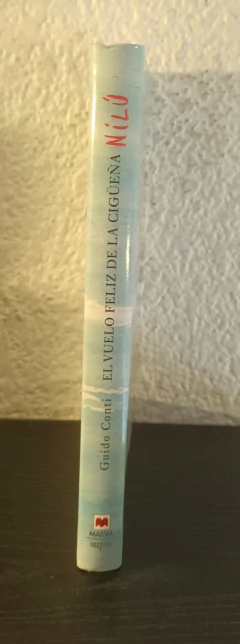 Guido Conti EL VUELO FELIZ DE LA CIGÜEÑA NILÚ
MAEVA